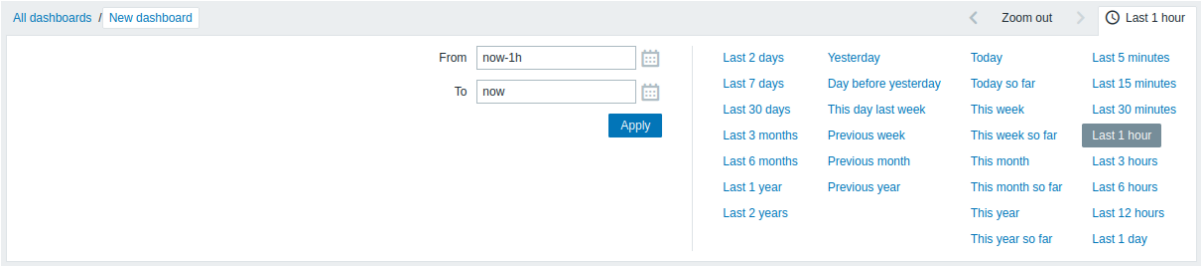 All dashboards / New dashboard
Zoom out
Last 1 hour
From now-1h
To now
Apply
Last 2 days Yesterday Today Last 5 minutes
Last 7 days Day before yesterday Today so far Last 15 minutes
Last 30 days This day last week This week Last 30 minutes
Last 3 months Previous week This week so far Last 1 hour
Last 6 months Previous month This month Last 3 hours
Last 1 year Previous year This month so far Last 6 hours
Last 2 years This year Last 12 hours
This year so far Last 1 day